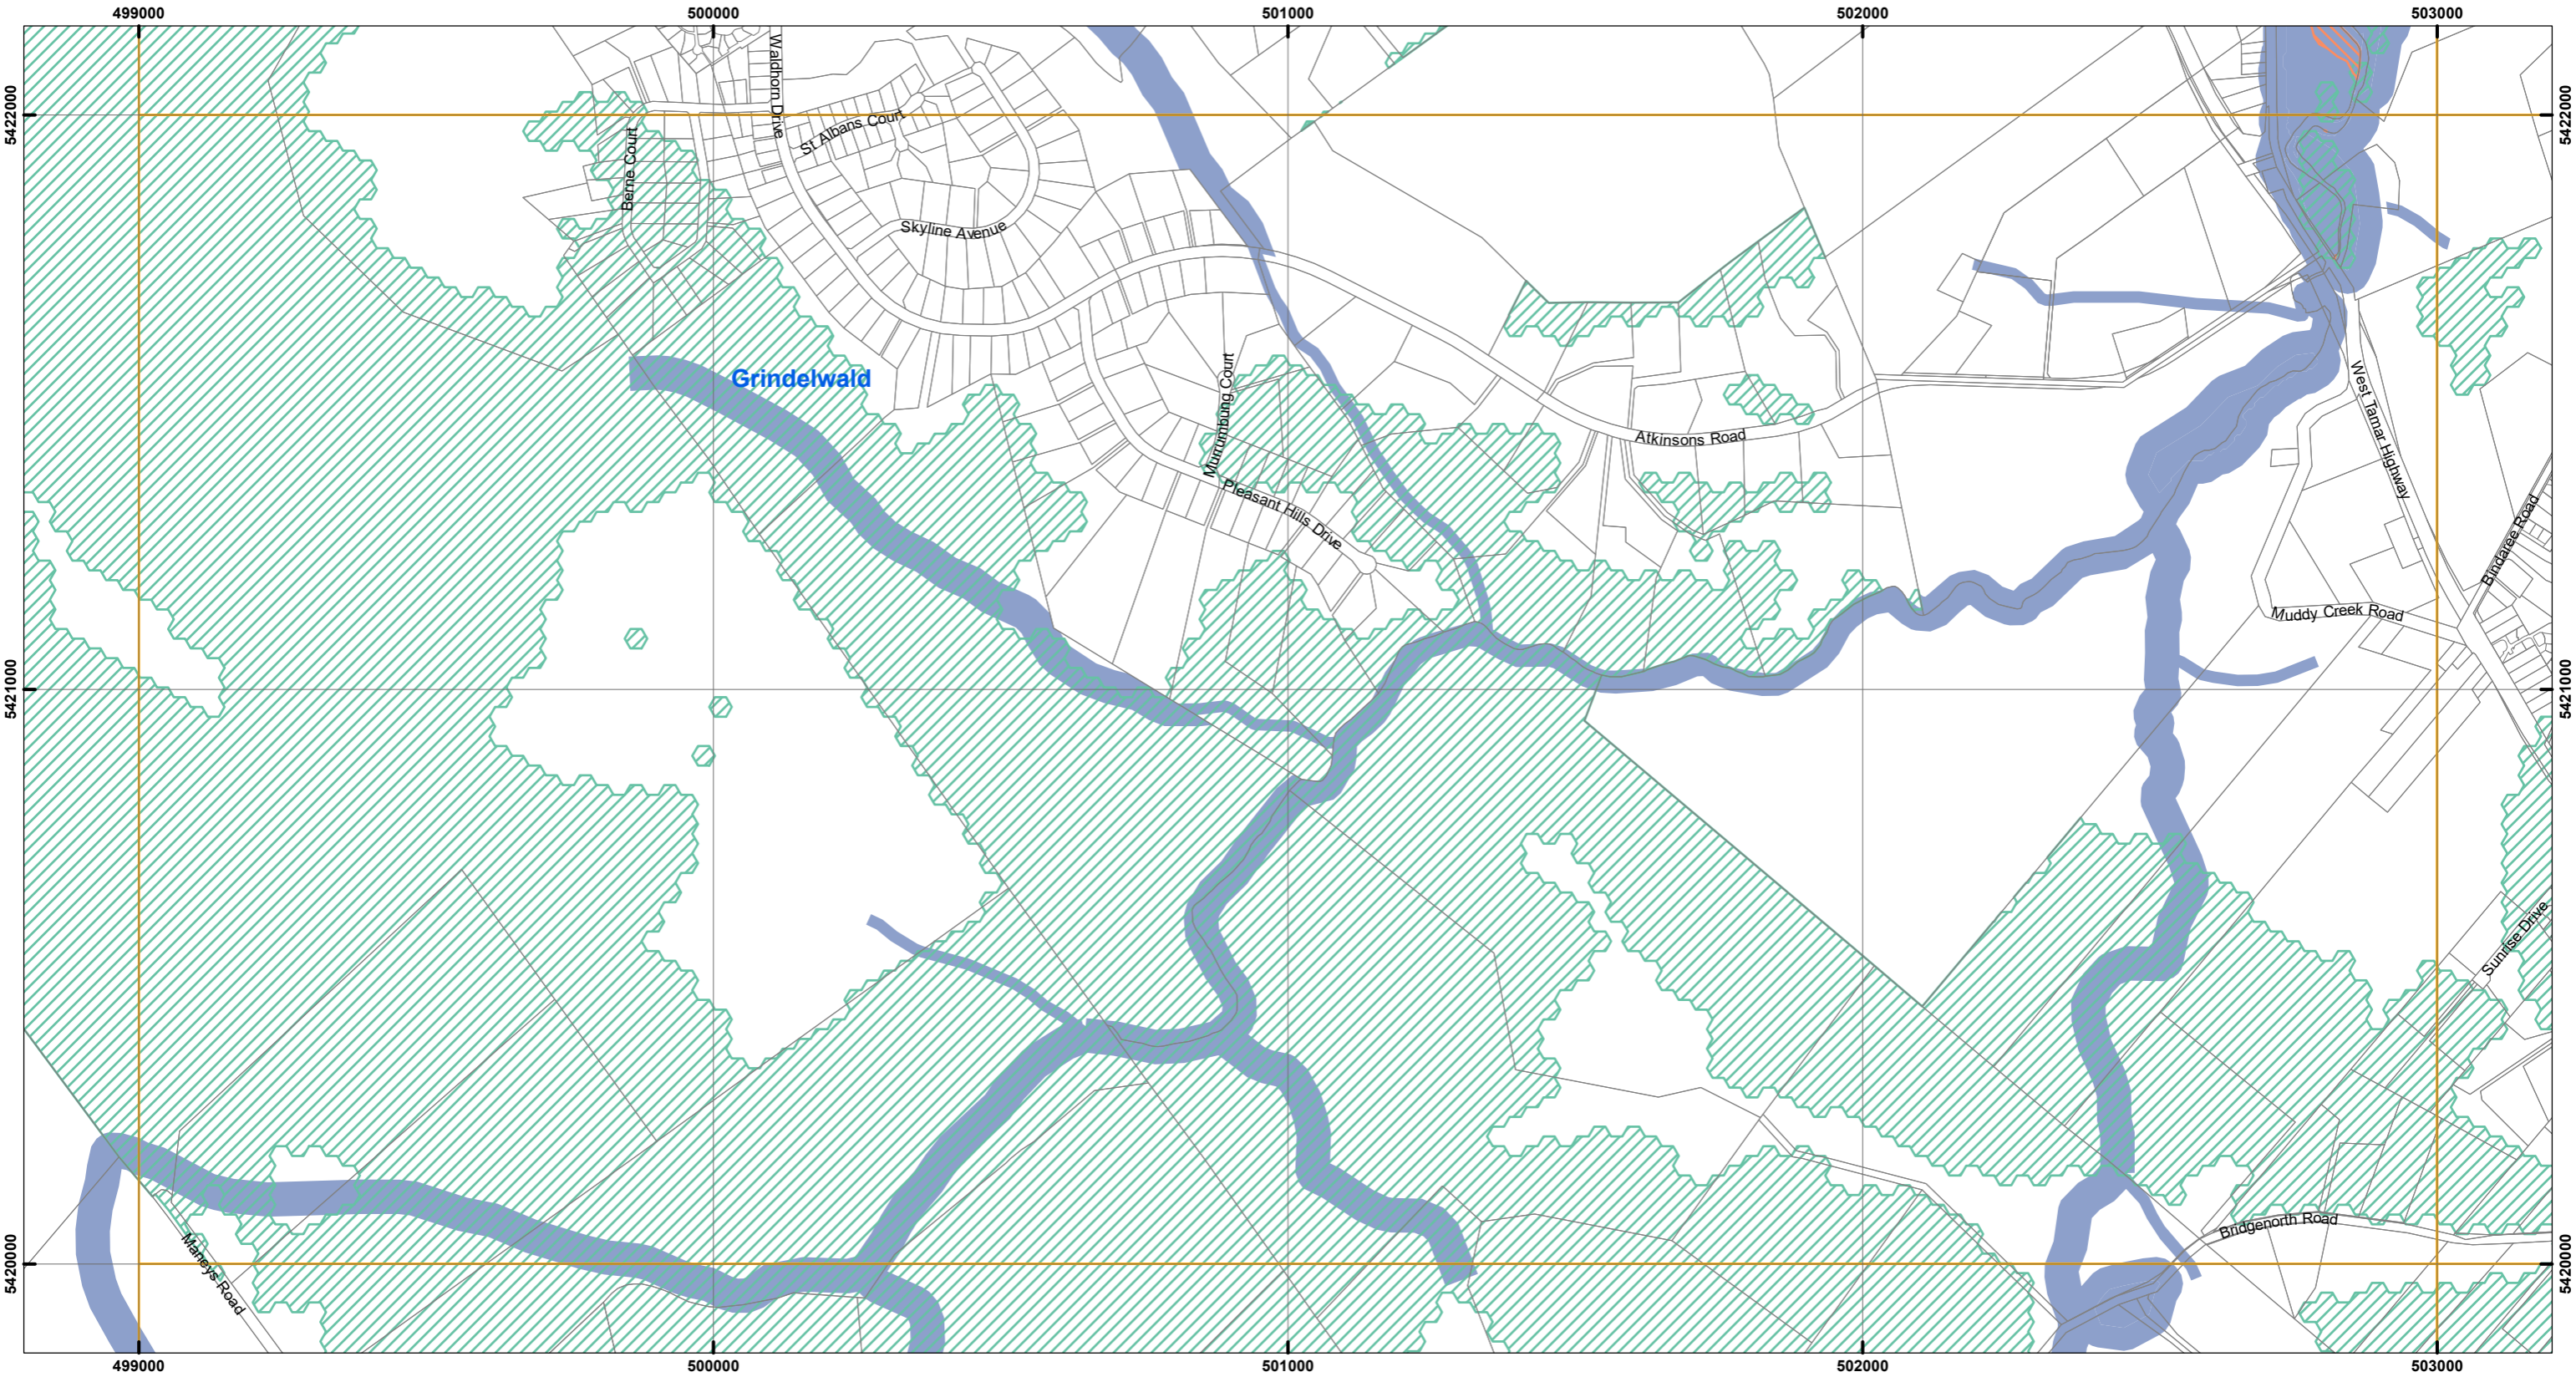 499000
500000
501000
502000
503000
5422000
5422000
Waldhorn Drive
St Albans Court
Berne Court
Skyline Avenue
Grindelwald
Murrumbung Court
Atkinsons Road
West Tamar Highway
Pleasant Hills Drive
Bindaree Road
Muddy Creek Road
5421000
5421000
Sunrise Drive
Bridgenorth Road
Maneys Road
5420000
5420000
499000
500000
501000
502000
503000